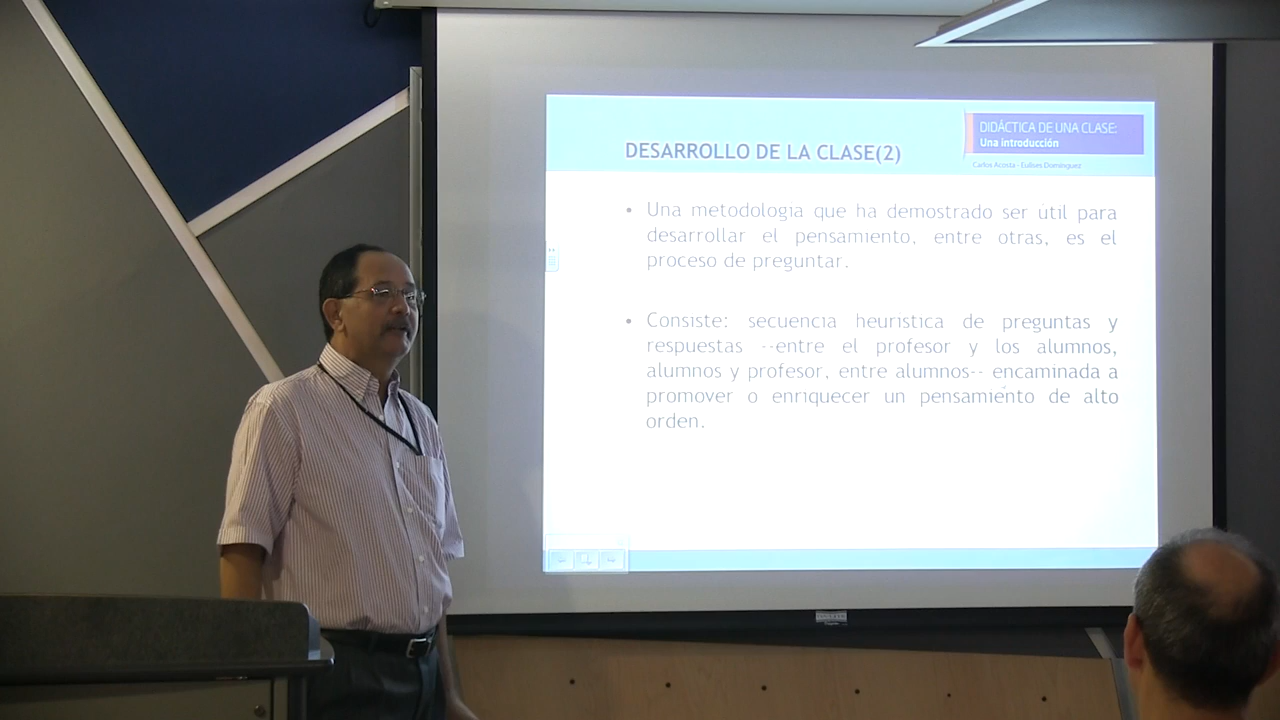 DIDÁCTICA DE UNA CLASE:
Una introducción
Carlos Acosta - Eulises Domínguez
DESARROLLO DE LA CLASE(2)
• Una metodología que ha demostrado ser útil para
desarrollar el pensamiento, entre otras, es el
proceso de preguntar.
• Consiste: secuencia heurística de preguntas y
respuestas --entre el profesor y los alumnos,
alumnos y profesor, entre alumnos-- encaminada a
promover o enriquecer un pensamiento de alto
orden.